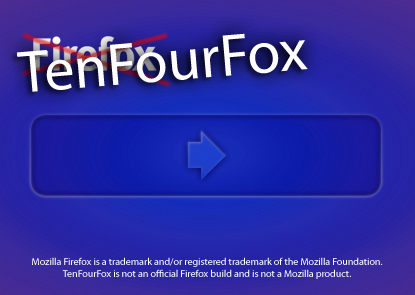 Firefox
TenFourFox
Mozilla Firefox is a trademark and/or registered trademark of the Mozilla Foundation.
TenFourFox is not an official Firefox build and is not a Mozilla product.